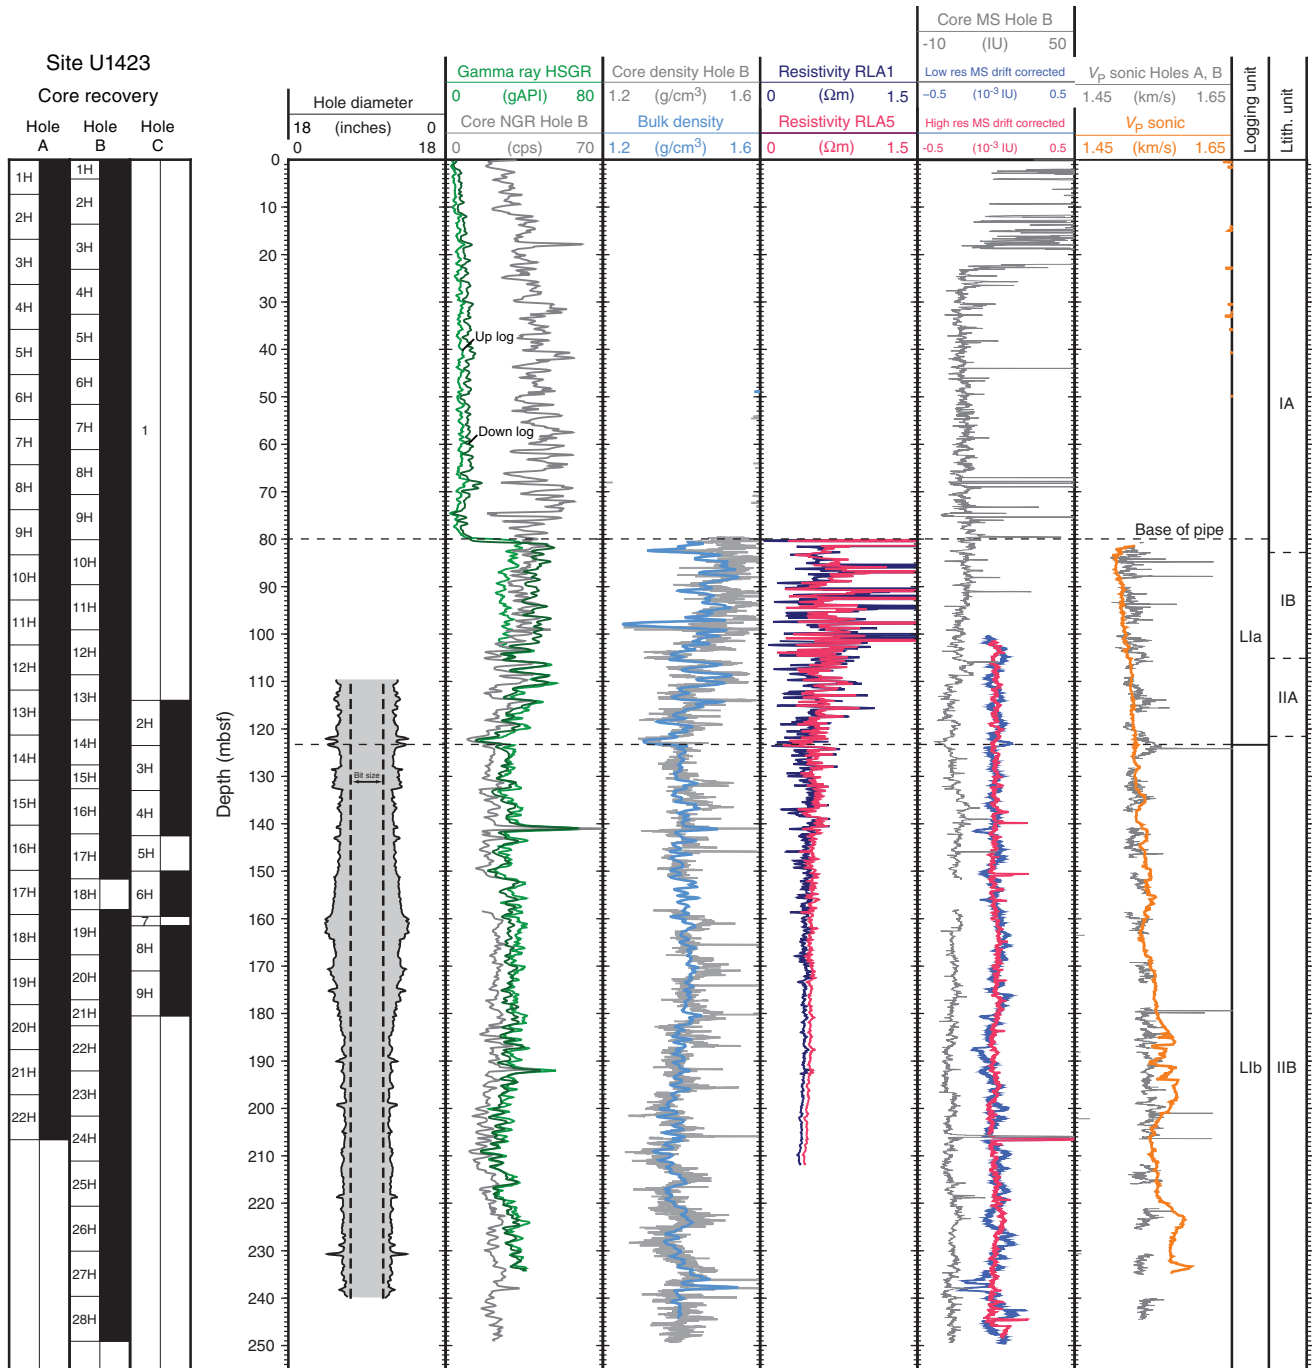 Site U1423
Core recovery
Hole A
Hole B
Hole C
Hole diameter
18 (inches) 0
0 18
Gamma ray HSGR
0 (gAPI) 80
Core NGR Hole B
0 (cps) 70
Core density Hole B
1.2 (g/cm³) 1.6
Bulk density
1.2 (g/cm³) 1.6
Resistivity RLA1
0 (Ωm) 1.5
Resistivity RLA5
0 (Ωm) 1.5
Core MS Hole B
-10 (IU) 50
Low res MS drift corrected
−0.5 (10⁻³ IU) 0.5
High res MS drift corrected
-0.5 (10⁻³ IU) 0.5
VP sonic Holes A, B
1.45 (km/s) 1.65
VP sonic
1.45 (km/s) 1.65
Logging unit
Ltith. unit
1H
2H
3H
4H
5H
6H
7H
8H
9H
10H
11H
12H
13H
14H
15H
16H
17H
18H
19H
20H
21H
22H
1H
2H
3H
4H
5H
6H
7H
8H
9H
10H
11H
12H
13H
14H
15H
16H
17H
18H
19H
20H
21H
22H
23H
24H
25H
26H
27H
28H
1
2H
3H
4H
5H
6H
7
8H
9H
Depth (mbsf)
0
10
20
30
40
50
60
70
80
90
100
110
120
130
140
150
160
170
180
190
200
210
220
230
240
250
Bit size
Up log
Down log
Base of pipe
LIa
LIb
IA
IB
IIA
IIB